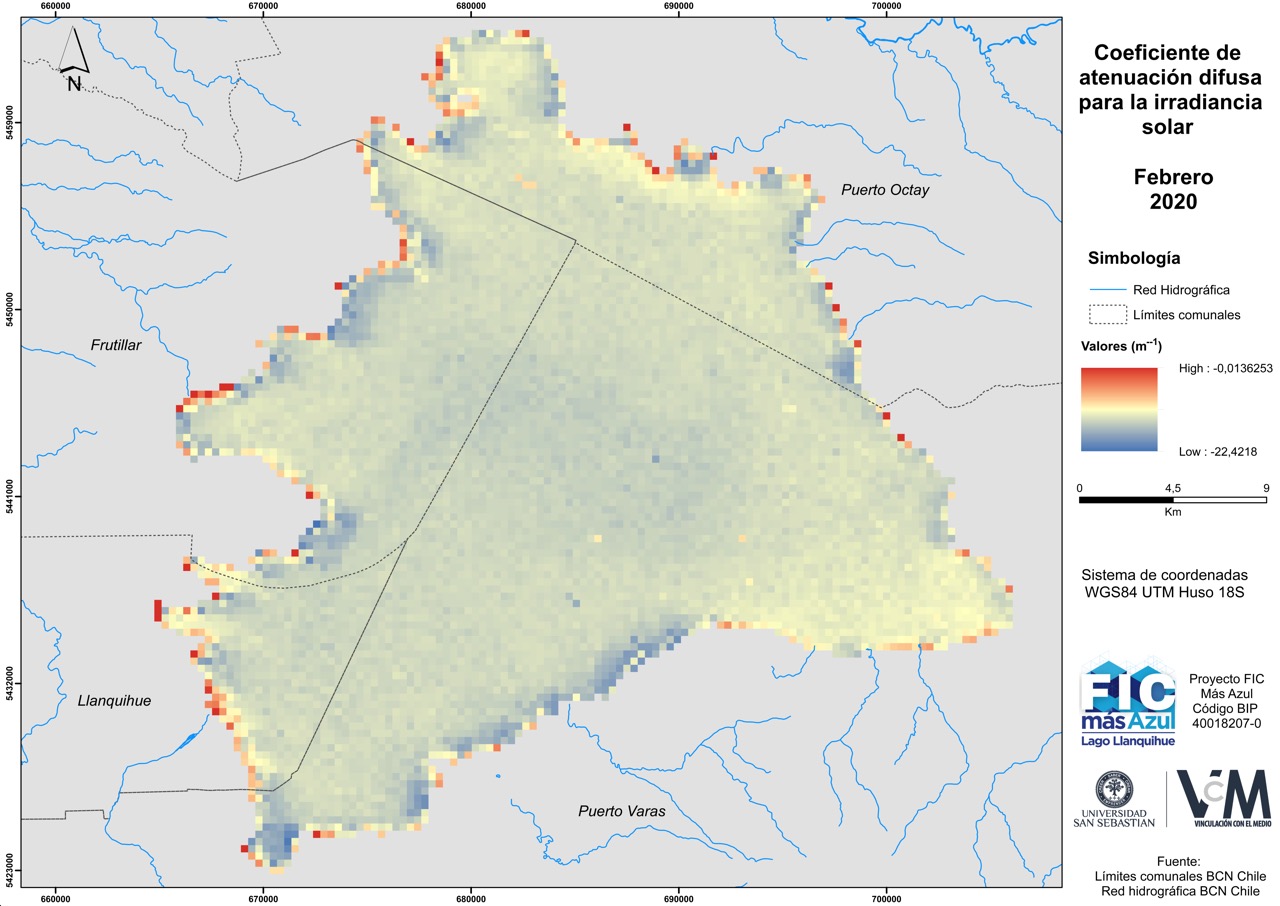 660000
670000
680000
690000
700000
5459000
5450000
5441000
5432000
5423000
N
Puerto Octay
Frutillar
Llanquihue
Puerto Varas
660000
670000
680000
690000
700000
Coeficiente de
atenuación difusa
para la irradiancia
solar
Febrero
2020
Simbología
Red Hidrográfica
Límites comunales
Valores (m⁻¹)
High : -0,0136253
Low : -22,4218
0 4,5 9
Km
Sistema de coordenadas
WGS84 UTM Huso 18S
FIC
más Azul
Lago Llanquihue
Proyecto FIC
Más Azul
Código BIP
40018207-0
UNIVERSIDAD
SAN SEBASTIAN
VcM
VINCULACIÓN CON EL MEDIO
Fuente:
Límites comunales BCN Chile
Red hidrográfica BCN Chile